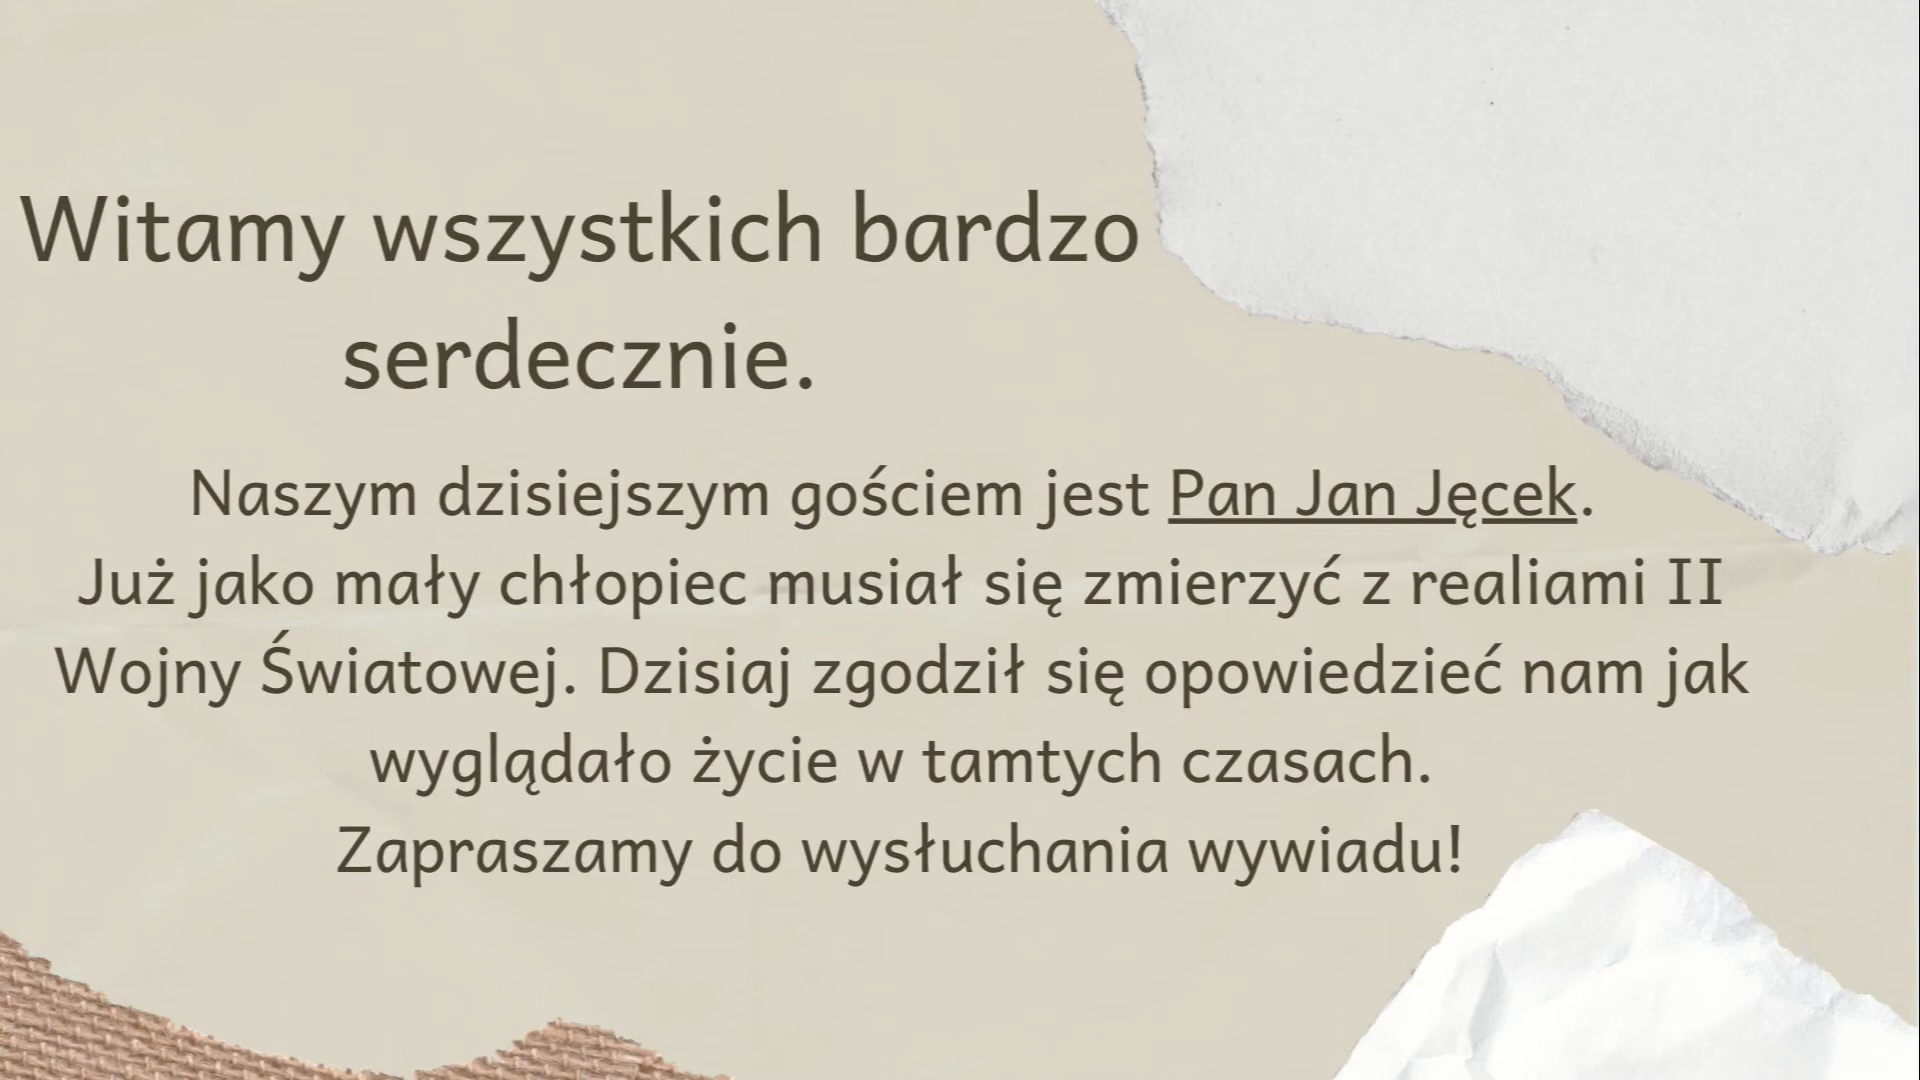 Witamy wszystkich bardzo
serdecznie.
Naszym dzisiejszym gościem jest Pan Jan Jęcek.
Już jako mały chłopiec musiał się zmierzyć z realiami II
Wojny Światowej. Dzisiaj zgodził się opowiedzieć nam jak
wyglądało życie w tamtych czasach.
Zapraszamy do wysłuchania wywiadu!